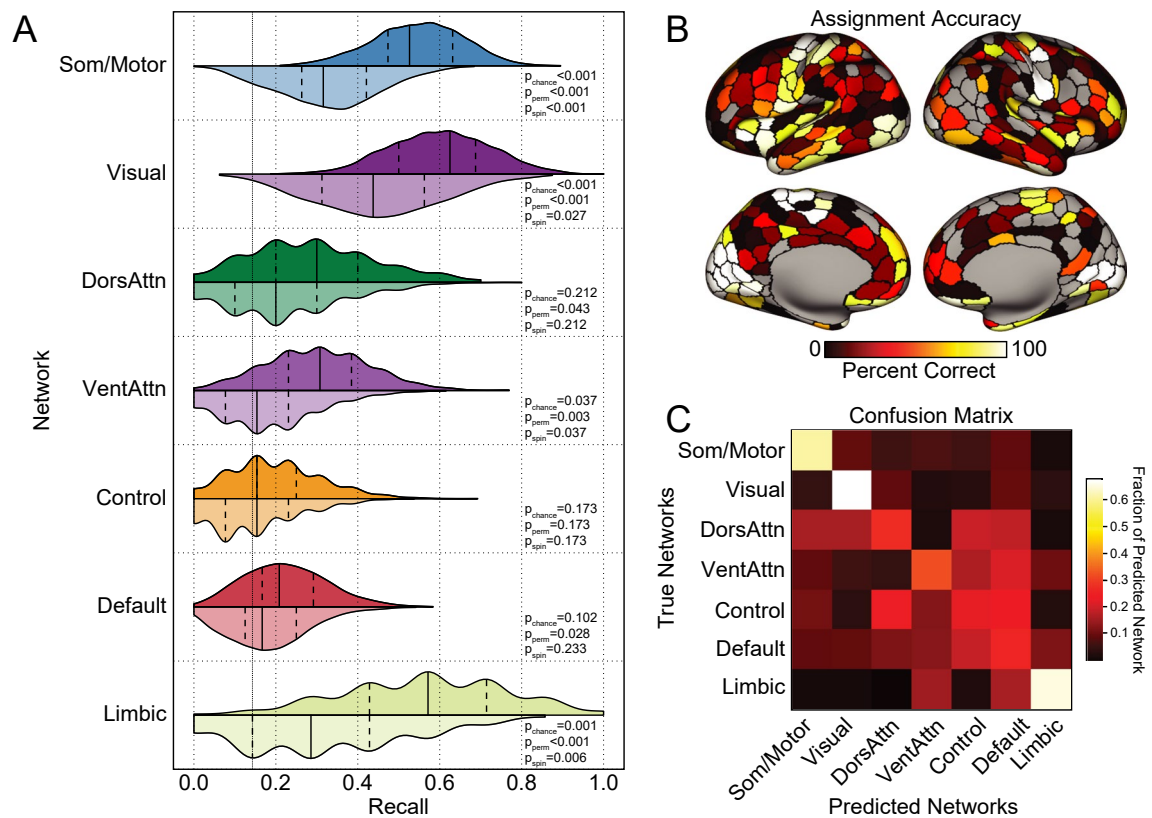 A
Network
Som/Motor
p_chance<0.001
p_perm<0.001
p_spin<0.001
Visual
p_chance<0.001
p_perm<0.001
p_spin=0.027
DorsAttn
p_chance=0.212
p_perm=0.043
p_spin=0.212
VentAttn
p_chance=0.037
p_perm=0.003
p_spin=0.037
Control
p_chance=0.173
p_perm=0.173
p_spin=0.173
Default
p_chance=0.102
p_perm=0.028
p_spin=0.233
Limbic
p_chance=0.001
p_perm<0.001
p_spin=0.006
0.0 0.2 0.4 0.6 0.8 1.0
Recall
B
Assignment Accuracy
0 100
Percent Correct
C
Confusion Matrix
True Networks
Som/Motor
Visual
DorsAttn
VentAttn
Control
Default
Limbic
Som/Motor Visual DorsAttn VentAttn Control Default Limbic
Predicted Networks
0.6
0.5
0.4
0.3
0.2
0.1
Fraction of Predicted Network